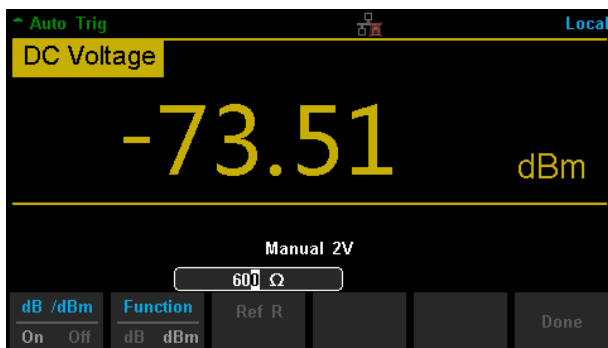 Auto Trig
Local
DC Voltage
-73.51 dBm
Manual 2V
600 Ω
dB /dBm Function Ref R Done
On Off dB dBm